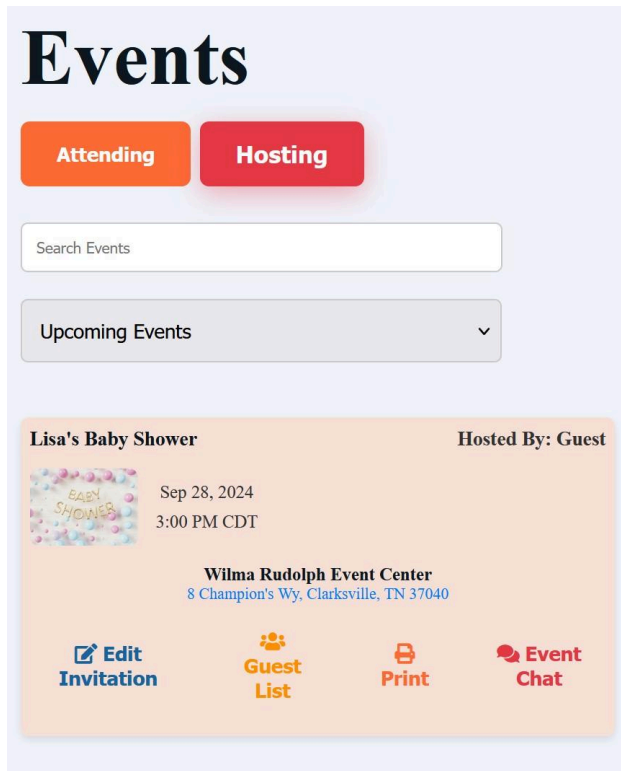 Events
Attending
Hosting
Search Events
Upcoming Events
Lisa's Baby Shower
Hosted By: Guest
BABY
SHOWER
Sep 28, 2024
3:00 PM CDT
Wilma Rudolph Event Center
8 Champion's Wy, Clarksville, TN 37040
Edit
Invitation
Guest
List
Print
Event
Chat